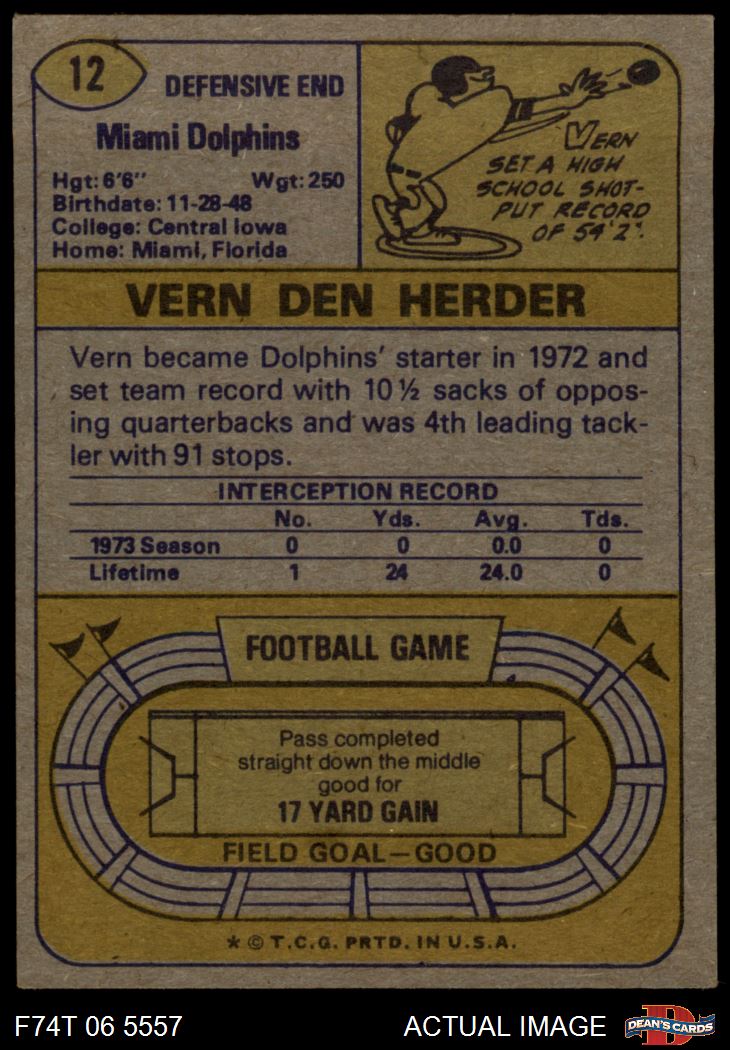 12
DEFENSIVE END
Miami Dolphins
Hgt: 6'6" Wgt: 250
Birthdate: 11-28-48
College: Central Iowa
Home: Miami, Florida
VERN
SET A HIGH
SCHOOL SHOT-
PUT RECORD
OF 54'2".
VERN DEN HERDER
Vern became Dolphins' starter in 1972 and
set team record with 10½ sacks of oppos-
ing quarterbacks and was 4th leading tack-
ler with 91 stops.
INTERCEPTION RECORD
No. Yds. Avg. Tds.
1973 Season 0 0 0.0 0
Lifetime 1 24 24.0 0
FOOTBALL GAME
Pass completed
straight down the middle
good for
17 YARD GAIN
FIELD GOAL—GOOD
* © T.C.G. PRTD. IN U.S.A.
F74T 06 5557 ACTUAL IMAGE D DEAN'S CARDS